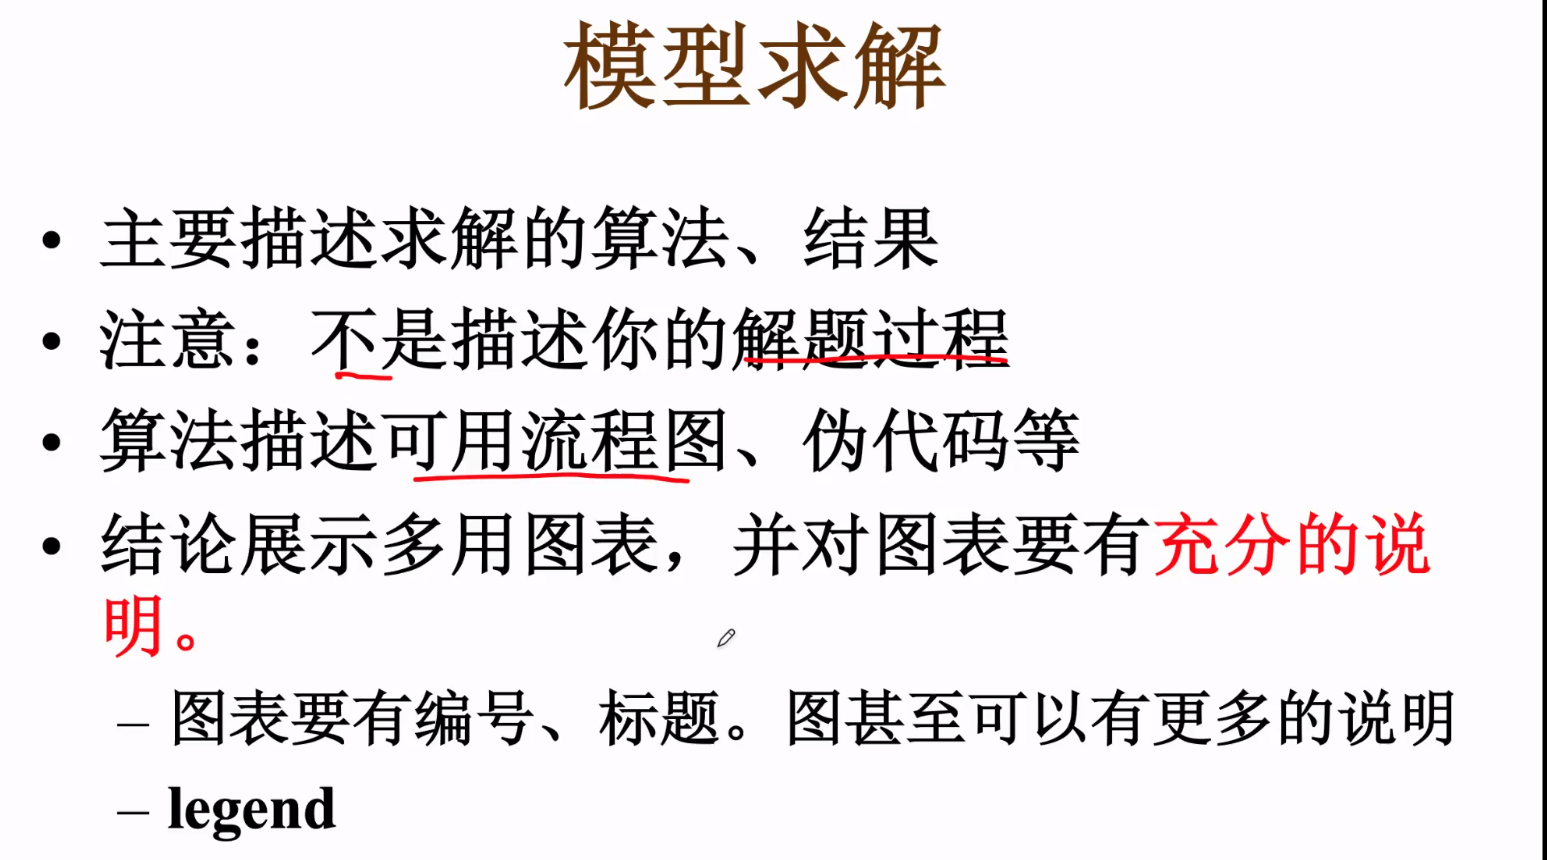 模型求解
• 主要描述求解的算法、结果
• 注意：不是描述你的解题过程
• 算法描述可用流程图、伪代码等
• 结论展示多用图表，并对图表要有充分的说
明。
– 图表要有编号、标题。图甚至可以有更多的说明
– legend